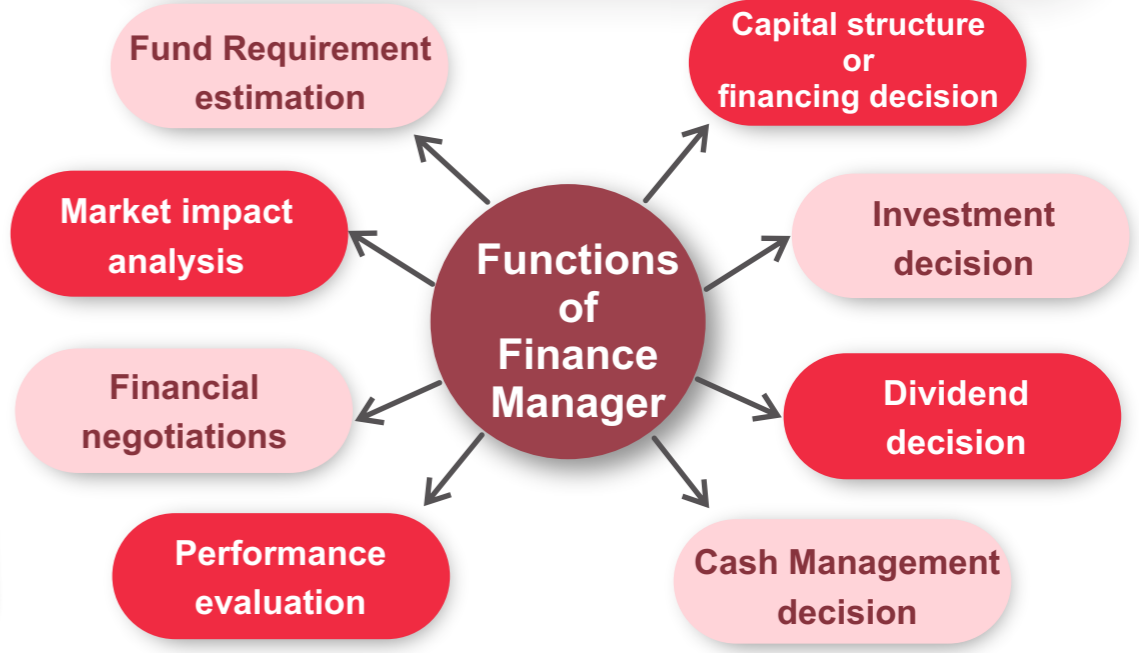 Fund Requirement
estimation
Capital structure
or
financing decision
Market impact
analysis
Investment
decision
Functions
of
Finance
Manager
Financial
negotiations
Dividend
decision
Performance
evaluation
Cash Management
decision